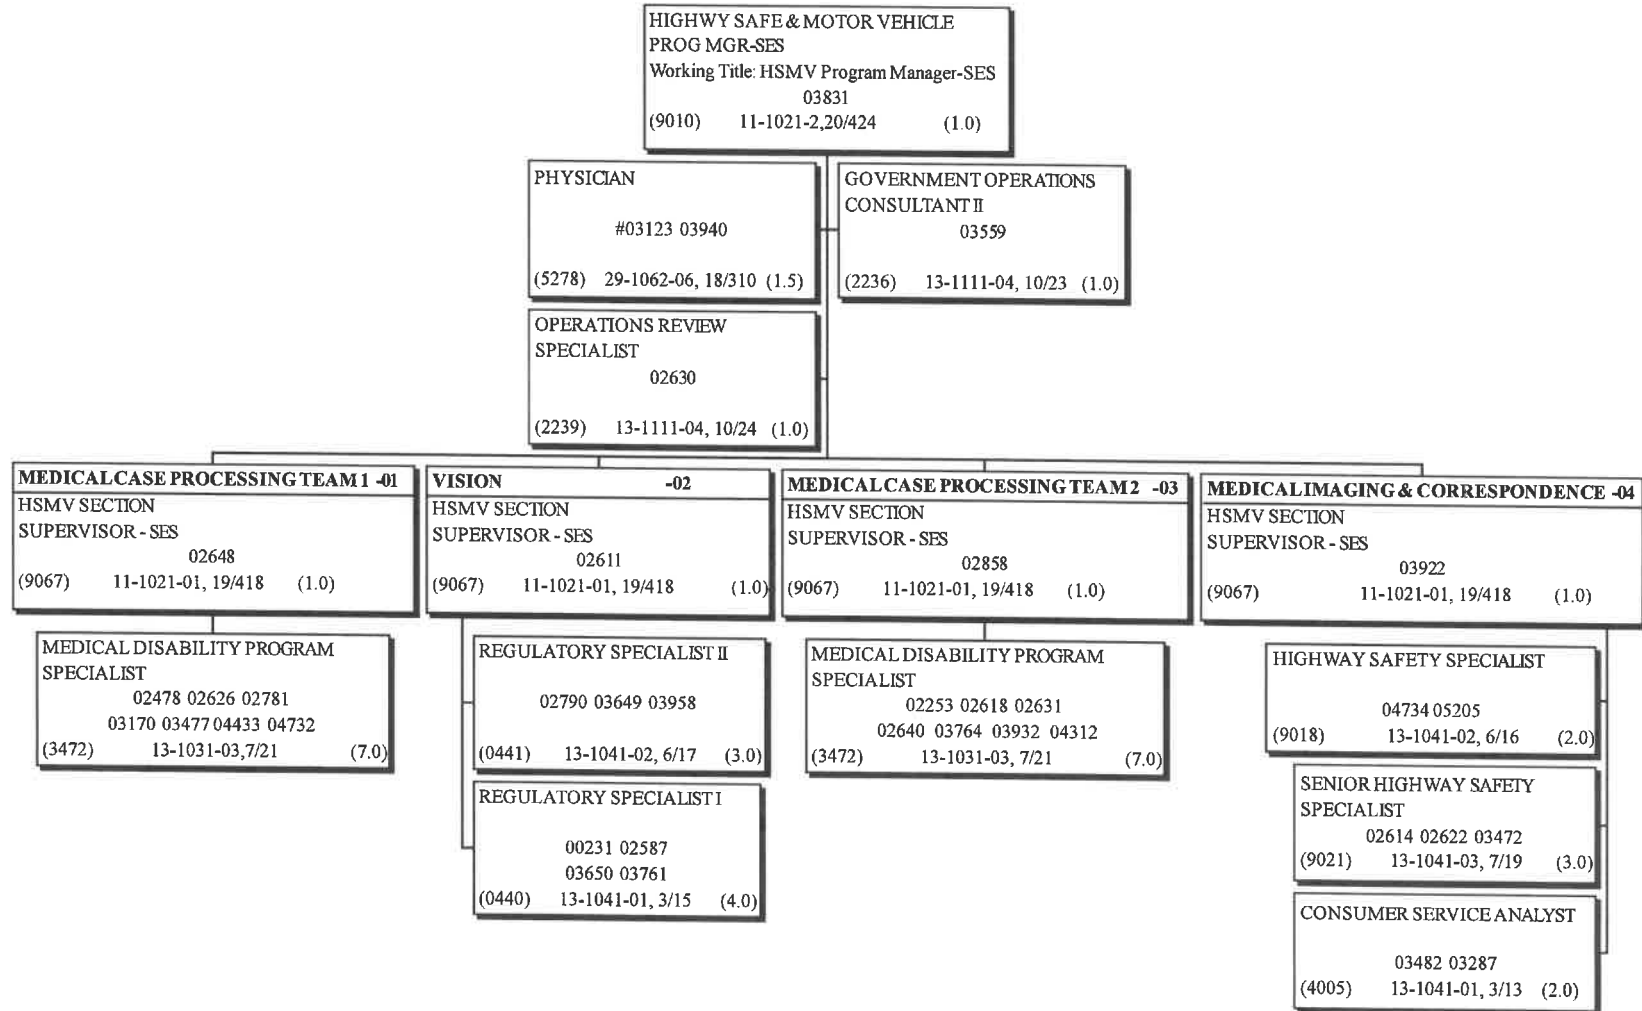 HIGHWY SAFE & MOTOR VEHICLE
PROG MGR-SES
Working Title: HSMV Program Manager-SES
03831
(9010) 11-1021-2,20/424 (1.0)
PHYSICIAN
#03123 03940
(5278) 29-1062-06, 18/310 (1.5)
GOVERNMENT OPERATIONS
CONSULTANT II
03559
(2236) 13-1111-04, 10/23 (1.0)
OPERATIONS REVIEW
SPECIALIST
02630
(2239) 13-1111-04, 10/24 (1.0)
MEDICAL CASE PROCESSING TEAM 1 -01
HSMV SECTION
SUPERVISOR - SES
02648
(9067) 11-1021-01, 19/418 (1.0)
MEDICAL DISABILITY PROGRAM
SPECIALIST
02478 02626 02781
03170 03477 04433 04732
(3472) 13-1031-03,7/21 (7.0)
VISION -02
HSMV SECTION
SUPERVISOR - SES
02611
(9067) 11-1021-01, 19/418 (1.0)
REGULATORY SPECIALIST II
02790 03649 03958
(0441) 13-1041-02, 6/17 (3.0)
REGULATORY SPECIALIST I
00231 02587
03650 03761
(0440) 13-1041-01, 3/15 (4.0)
MEDICAL CASE PROCESSING TEAM 2 -03
HSMV SECTION
SUPERVISOR - SES
02858
(9067) 11-1021-01, 19/418 (1.0)
MEDICAL DISABILITY PROGRAM
SPECIALIST
02253 02618 02631
02640 03764 03932 04312
(3472) 13-1031-03, 7/21 (7.0)
MEDICAL IMAGING & CORRESPONDENCE -04
HSMV SECTION
SUPERVISOR - SES
03922
(9067) 11-1021-01, 19/418 (1.0)
HIGHWAY SAFETY SPECIALIST
04734 05205
(9018) 13-1041-02, 6/16 (2.0)
SENIOR HIGHWAY SAFETY
SPECIALIST
02614 02622 03472
(9021) 13-1041-03, 7/19 (3.0)
CONSUMER SERVICE ANALYST
03482 03287
(4005) 13-1041-01, 3/13 (2.0)